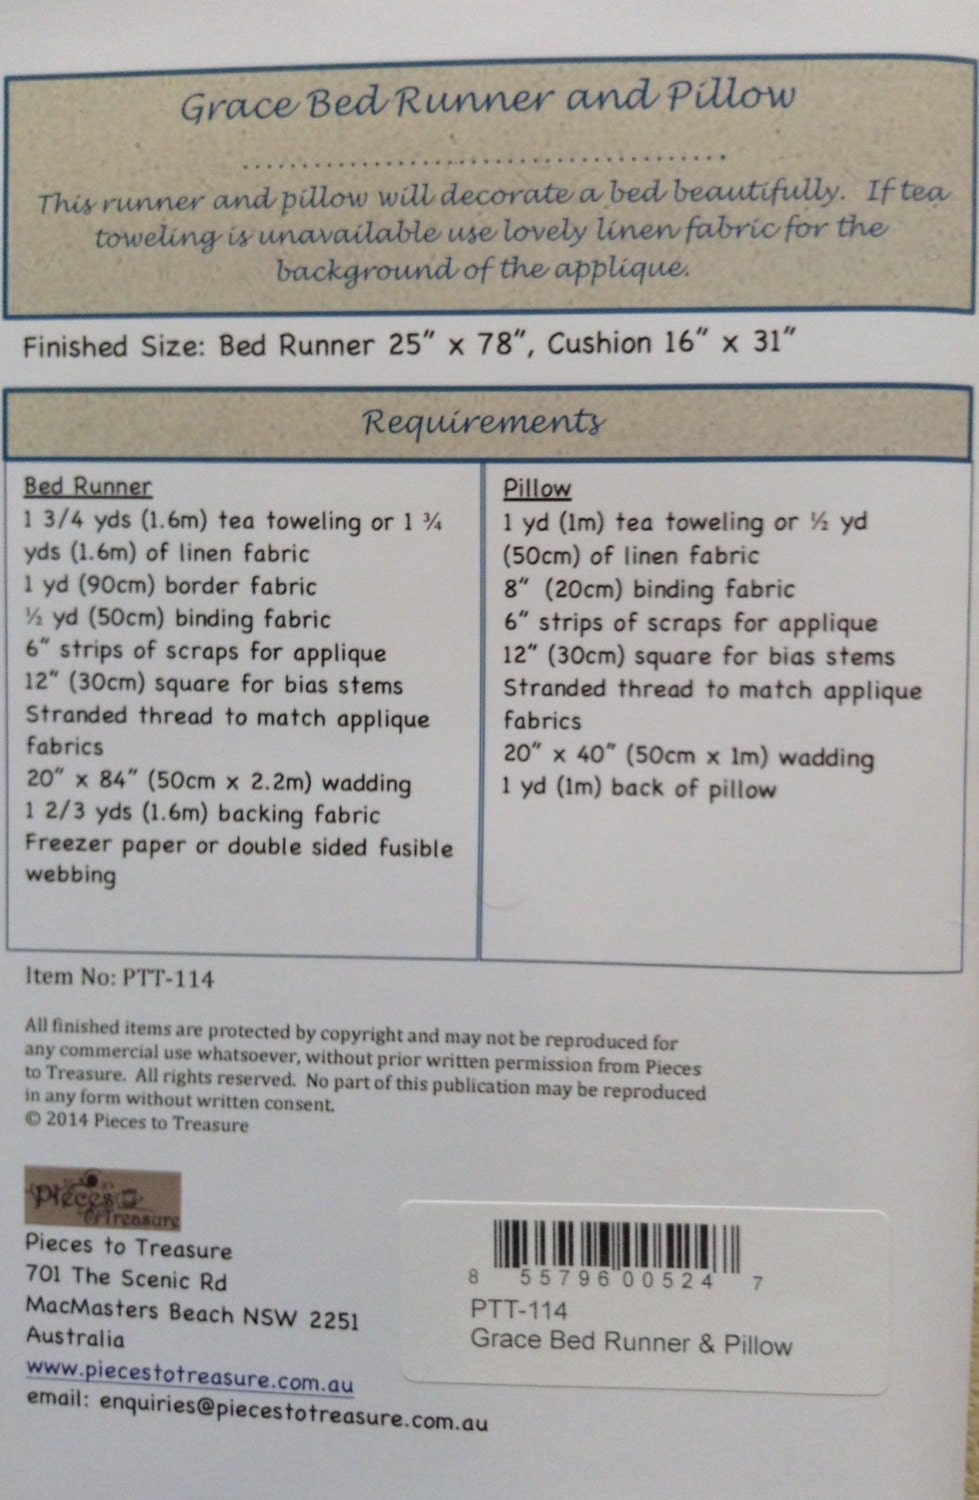 Grace Bed Runner and Pillow
........................................
This runner and pillow will decorate a bed beautifully. If tea
toweling is unavailable use lovely linen fabric for the
background of the applique.
Finished Size: Bed Runner 25" x 78", Cushion 16" x 31"
Requirements
Bed Runner
1 3/4 yds (1.6m) tea toweling or 1 ¾
yds (1.6m) of linen fabric
1 yd (90cm) border fabric
½ yd (50cm) binding fabric
6" strips of scraps for applique
12" (30cm) square for bias stems
Stranded thread to match applique
fabrics
20" x 84" (50cm x 2.2m) wadding
1 2/3 yds (1.6m) backing fabric
Freezer paper or double sided fusible
webbing
Pillow
1 yd (1m) tea toweling or ½ yd
(50cm) of linen fabric
8" (20cm) binding fabric
6" strips of scraps for applique
12" (30cm) square for bias stems
Stranded thread to match applique
fabrics
20" x 40" (50cm x 1m) wadding
1 yd (1m) back of pillow
Item No: PTT-114
All finished items are protected by copyright and may not be reproduced for
any commercial use whatsoever, without prior written permission from Pieces
to Treasure. All rights reserved. No part of this publication may be reproduced
in any form without written consent.
© 2014 Pieces to Treasure
Pieces
to Treasure
Pieces to Treasure
701 The Scenic Rd
MacMasters Beach NSW 2251
Australia
www.piecestotreasure.com.au
email: enquiries@piecestotreasure.com.au
8 55796 00524 7
PTT-114
Grace Bed Runner & Pillow